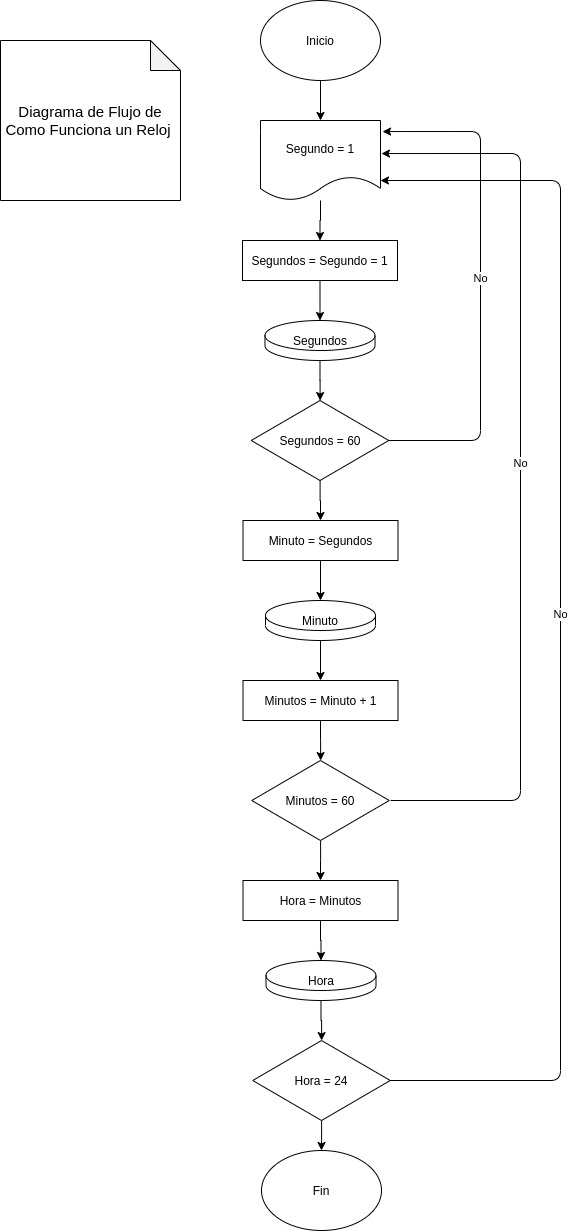 Inicio
Diagrama de Flujo de
Como Funciona un Reloj
Segundo = 1
Segundos = Segundo = 1
No
Segundos
Segundos = 60
No
Minuto = Segundos
No
Minuto
Minutos = Minuto + 1
Minutos = 60
Hora = Minutos
Hora
Hora = 24
Fin